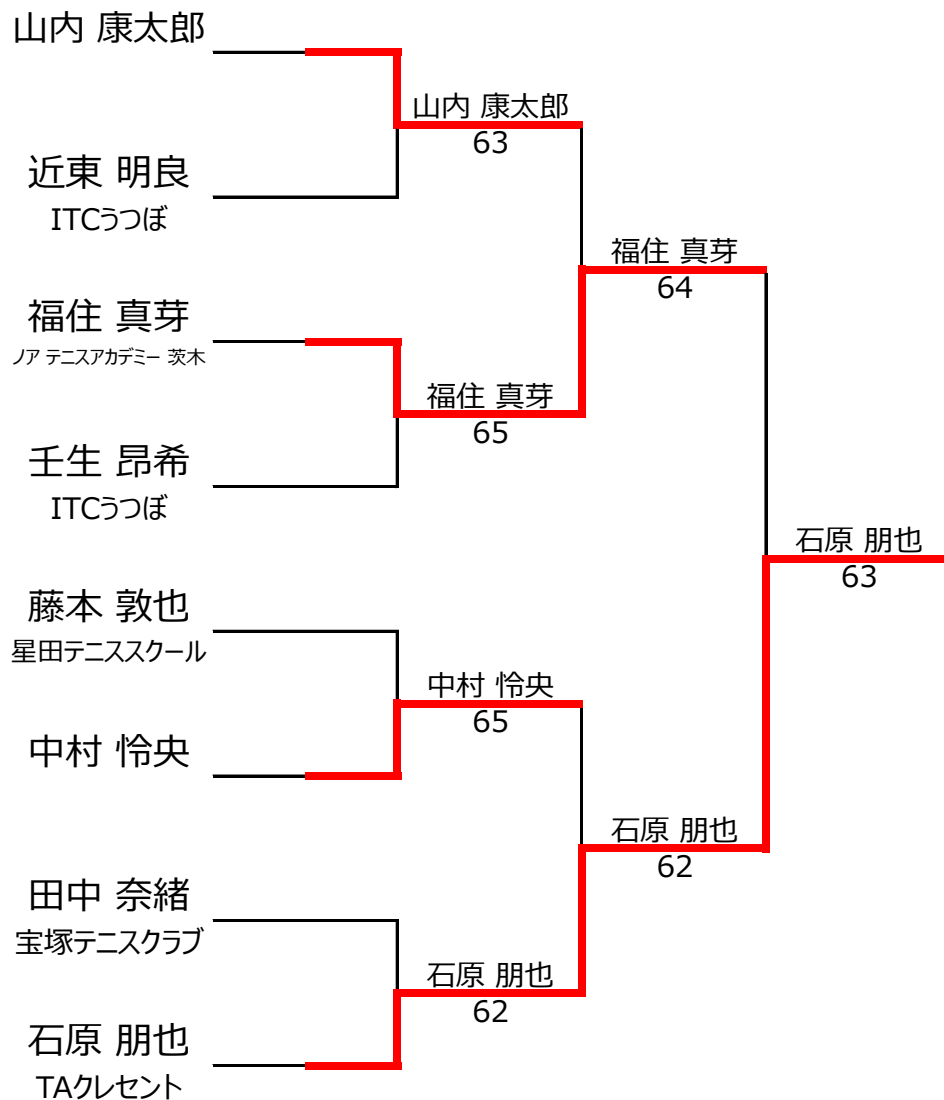 山内 康太郎
近東 明良
ITCうつぼ
福住 真芽
ノア テニスアカデミー 茨木
壬生 昂希
ITCうつぼ
藤本 敦也
星田テニススクール
中村 怜央
田中 奈緒
宝塚テニスクラブ
石原 朋也
TAクレセント
山内 康太郎
63
福住 真芽
65
中村 怜央
65
石原 朋也
62
福住 真芽
64
石原 朋也
62
石原 朋也
63